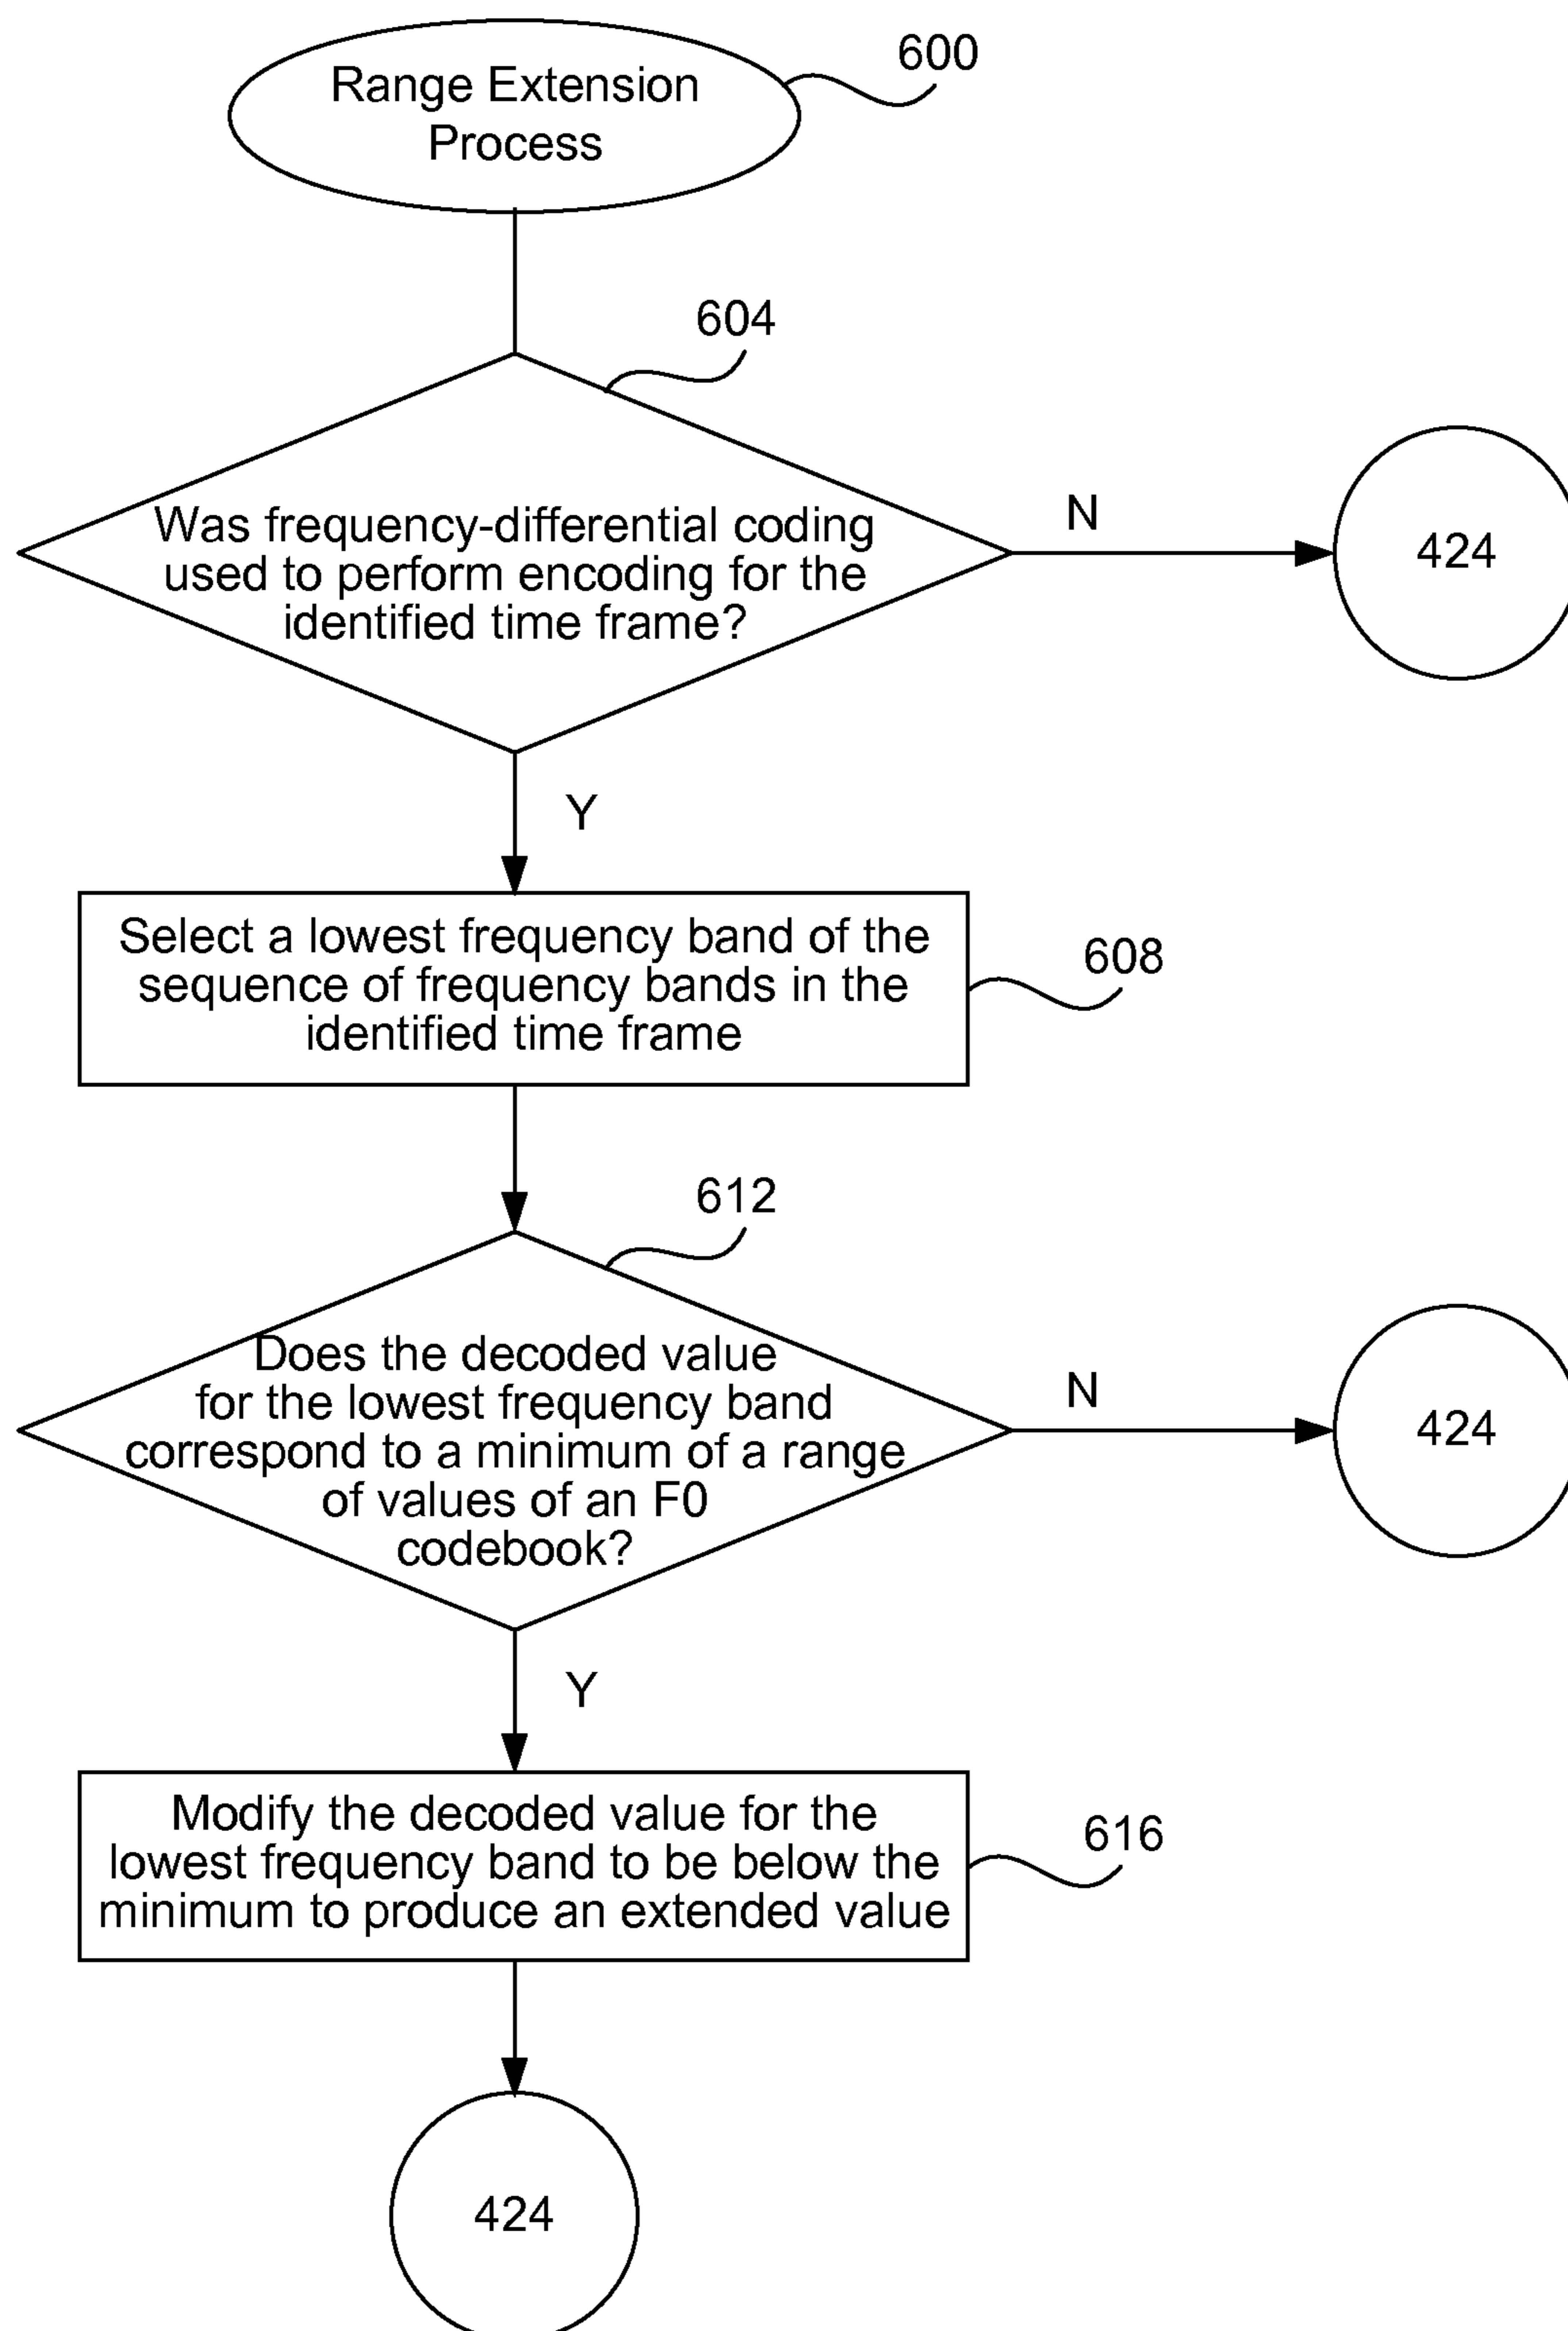 Range Extension
Process
600
604
Was frequency-differential coding
used to perform encoding for the
identified time frame?
N
424
Y
Select a lowest frequency band of the
sequence of frequency bands in the
identified time frame
608
612
Does the decoded value
for the lowest frequency band
correspond to a minimum of a range
of values of an F0
codebook?
N
424
Y
Modify the decoded value for the
lowest frequency band to be below the
minimum to produce an extended value
616
424